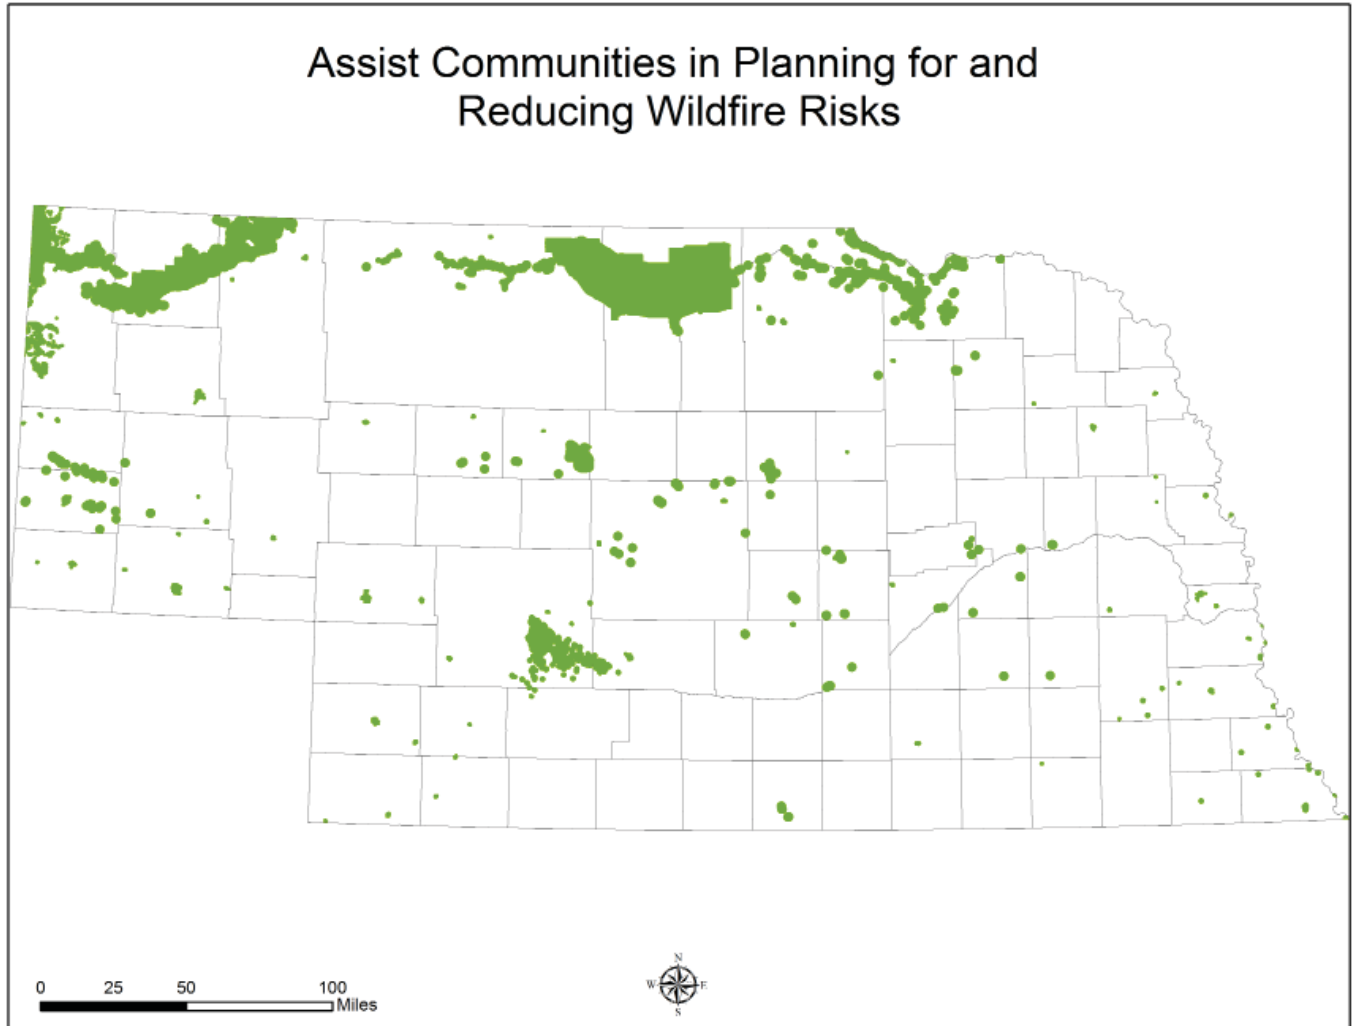 Assist Communities in Planning for and
Reducing Wildfire Risks
N
W E
S
0 25 50 100
Miles